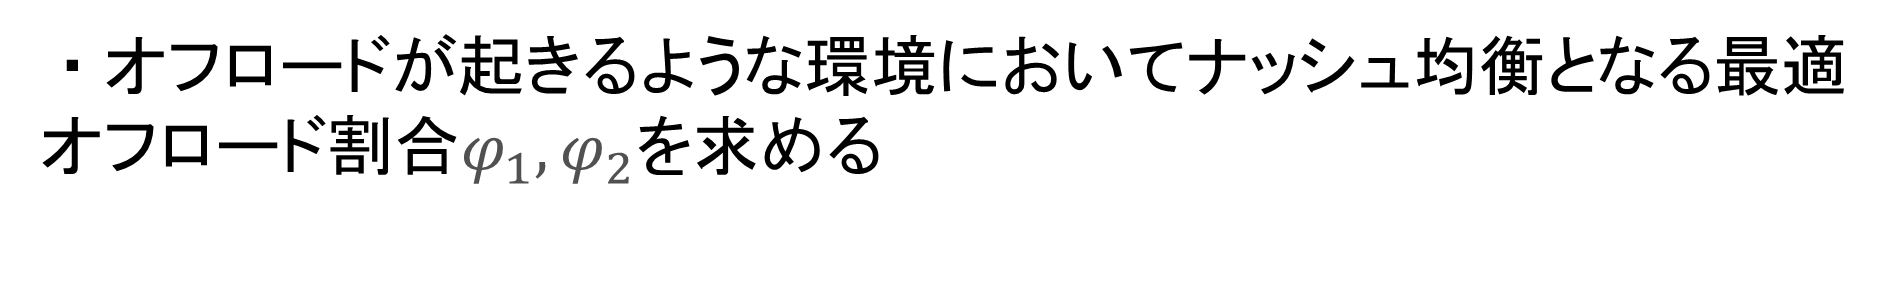 ・オフロードが起きるような環境においてナッシュ均衡となる最適
オフロード割合φ₁, φ₂を求める